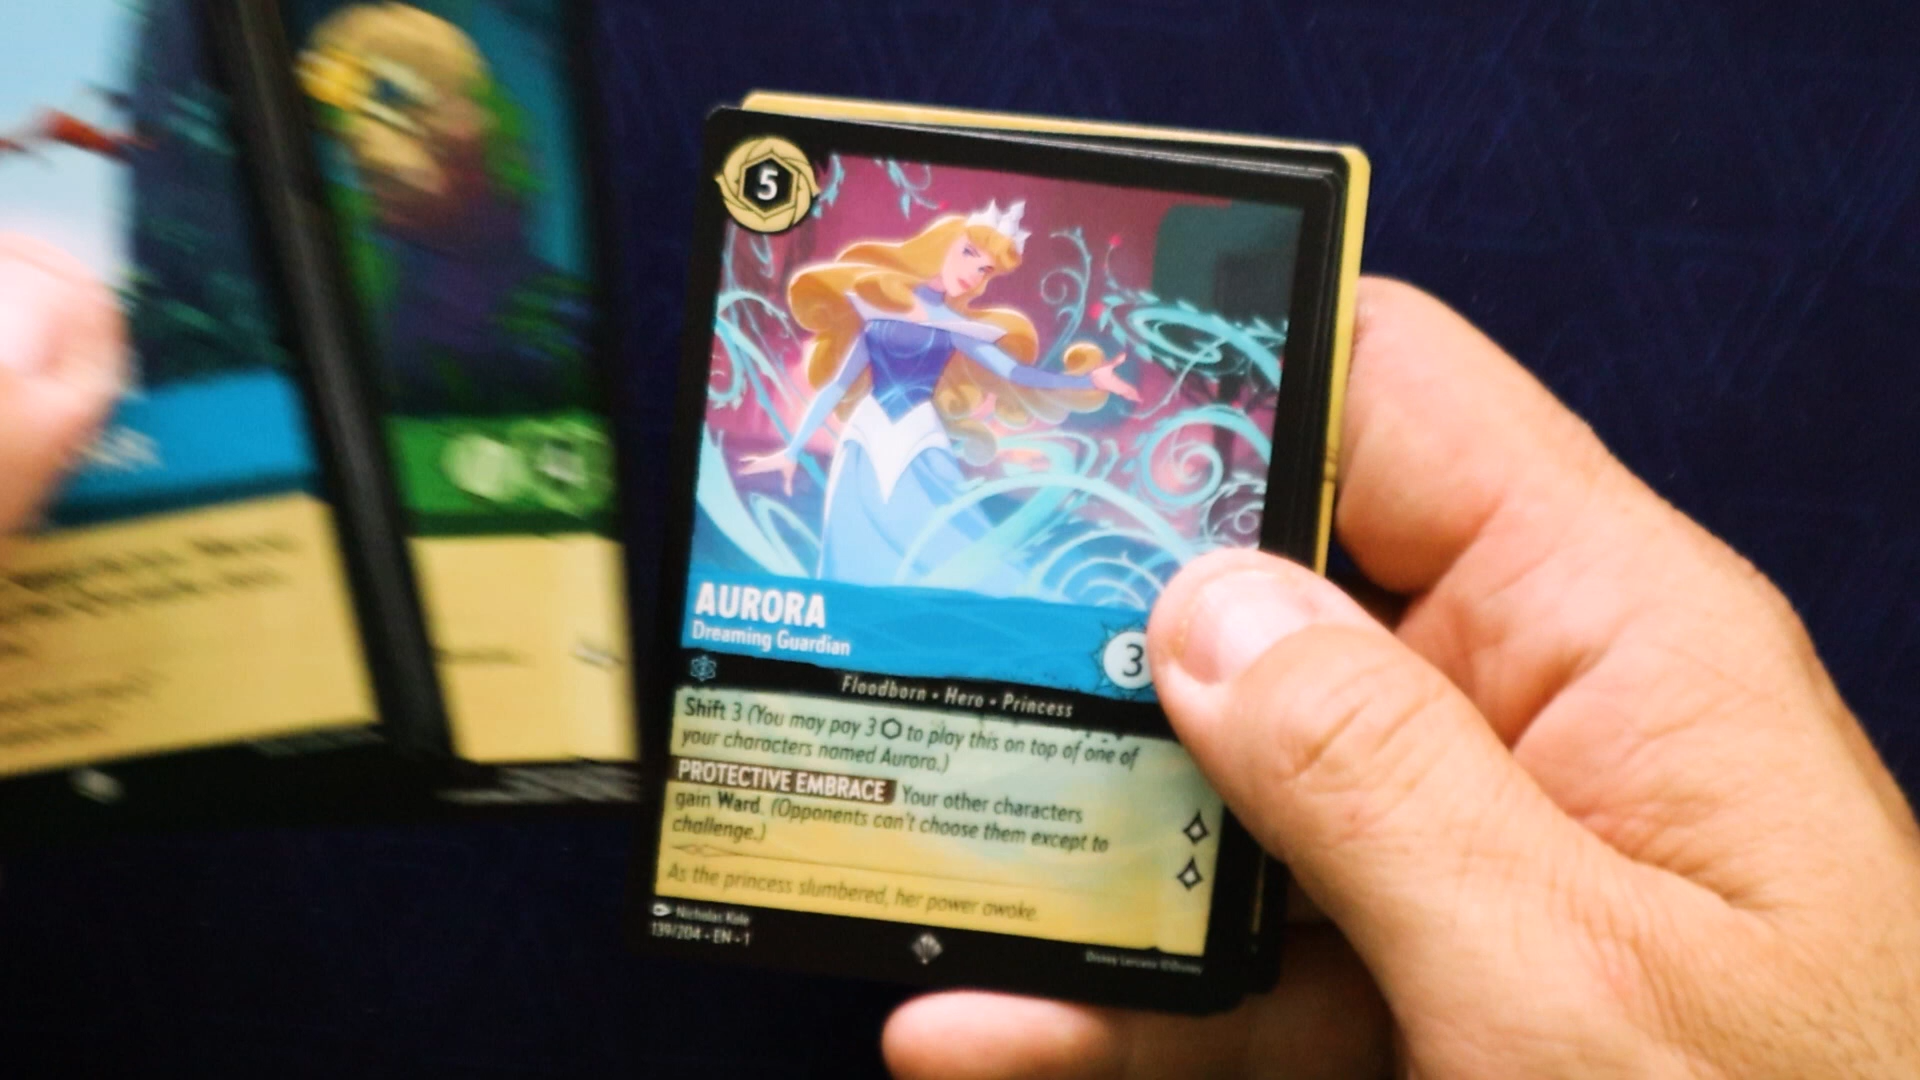 5
AURORA
Dreaming Guardian
3
Floodborn • Hero • Princess
Shift 3 (You may pay 3 to play this on top of one of
your characters named Aurora.)
PROTECTIVE EMBRACE Your other characters
gain Ward. (Opponents can't choose them except to
challenge.)
As the princess slumbered, her power awoke.
Nicholas Kole
139/204 • EN • 1
Disney Lorcana ©Disney